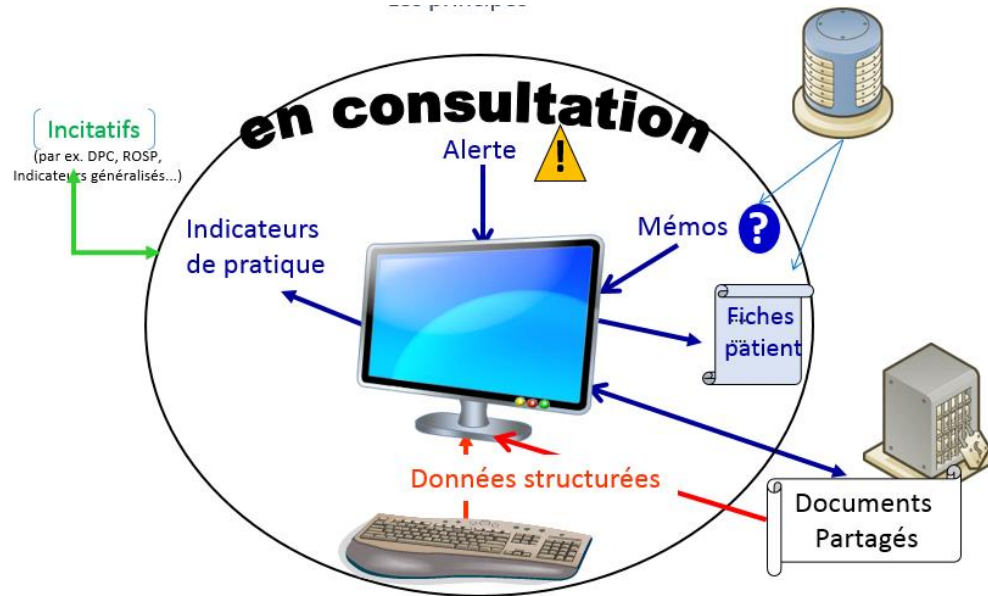 en consultation
Incitatifs
(par ex. DPC, ROSP,
Indicateurs généralisés...)
Alerte
!
Indicateurs
de pratique
Mémos ?
Fiches
patient
Données structurées
Documents
Partagés